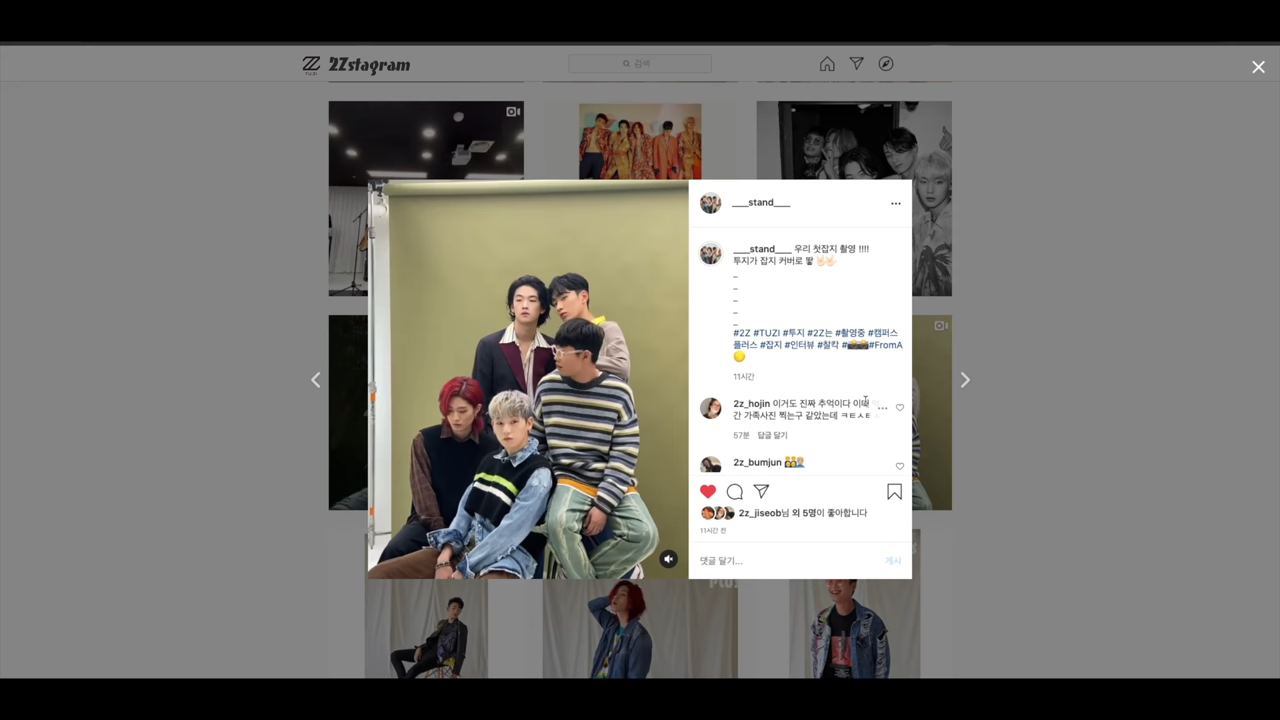 TUZI
2Zstagram
검색
____stand____
____stand____ 우리 첫잡지 촬영 !!!!
투지가 잡지 커버로 뙇
–
–
–
–
–
#2Z #TUZI #투지 #2Z는 #촬영중 #캠퍼스
플러스 #잡지 #인터뷰 #찰칵 #📸📸#FromA
11시간
2z_hojin 이거도 진짜 추억이다 이때
간 가족사진 찍는구 같았는데 ㅋㅌㅅㅌ
57분 답글 달기
2z_bumjun
2z_jiseob님 외 5명이 좋아합니다
11시간 전
댓글 달기...
게시